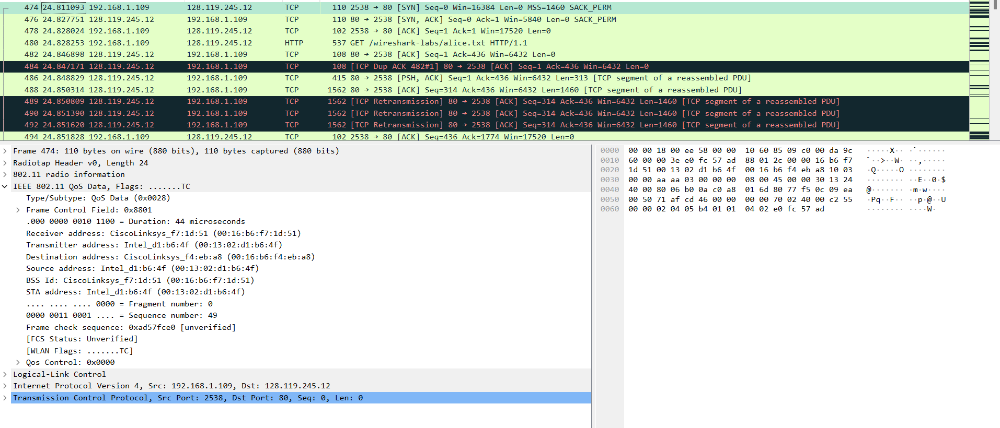 474 24.811093 192.168.1.109 128.119.245.12 TCP 110 2538 → 80 [SYN] Seq=0 Win=16384 Len=0 MSS=1460 SACK_PERM
476 24.827751 128.119.245.12 192.168.1.109 TCP 110 80 → 2538 [SYN, ACK] Seq=0 Ack=1 Win=5840 Len=0 SACK_PERM
478 24.828024 192.168.1.109 128.119.245.12 TCP 102 2538 → 80 [ACK] Seq=1 Ack=1 Win=17520 Len=0
480 24.828253 192.168.1.109 128.119.245.12 HTTP 537 GET /wireshark-labs/alice.txt HTTP/1.1
482 24.846898 128.119.245.12 192.168.1.109 TCP 108 80 → 2538 [ACK] Seq=1 Ack=436 Win=6432 Len=0
484 24.847171 128.119.245.12 192.168.1.109 TCP 108 [TCP Dup ACK 482#1] 80 → 2538 [ACK] Seq=1 Ack=436 Win=6432 Len=0
486 24.848829 128.119.245.12 192.168.1.109 TCP 415 80 → 2538 [PSH, ACK] Seq=1 Ack=436 Win=6432 Len=313 [TCP segment of a reassembled PDU]
488 24.850314 128.119.245.12 192.168.1.109 TCP 1562 80 → 2538 [ACK] Seq=314 Ack=436 Win=6432 Len=1460 [TCP segment of a reassembled PDU]
489 24.850809 128.119.245.12 192.168.1.109 TCP 1562 [TCP Retransmission] 80 → 2538 [ACK] Seq=314 Ack=436 Win=6432 Len=1460 [TCP segment of a reassembled PDU]
490 24.851390 128.119.245.12 192.168.1.109 TCP 1562 [TCP Retransmission] 80 → 2538 [ACK] Seq=314 Ack=436 Win=6432 Len=1460 [TCP segment of a reassembled PDU]
492 24.851620 128.119.245.12 192.168.1.109 TCP 1562 [TCP Retransmission] 80 → 2538 [ACK] Seq=314 Ack=436 Win=6432 Len=1460 [TCP segment of a reassembled PDU]
494 24.851828 192.168.1.109 128.119.245.12 TCP 102 2538 → 80 [ACK] Seq=436 Ack=1774 Win=17520 Len=0
Frame 474: 110 bytes on wire (880 bits), 110 bytes captured (880 bits)
Radiotap Header v0, Length 24
802.11 radio information
IEEE 802.11 QoS Data, Flags: .......TC
Type/Subtype: QoS Data (0x0028)
Frame Control Field: 0x8801
.000 0000 0010 1100 = Duration: 44 microseconds
Receiver address: CiscoLinksys_f7:1d:51 (00:16:b6:f7:1d:51)
Transmitter address: Intel_d1:b6:4f (00:13:02:d1:b6:4f)
Destination address: CiscoLinksys_f4:eb:a8 (00:16:b6:f4:eb:a8)
Source address: Intel_d1:b6:4f (00:13:02:d1:b6:4f)
BSS Id: CiscoLinksys_f7:1d:51 (00:16:b6:f7:1d:51)
STA address: Intel_d1:b6:4f (00:13:02:d1:b6:4f)
.... .... .... 0000 = Fragment number: 0
0000 0011 0001 .... = Sequence number: 49
Frame check sequence: 0xad57fce0 [unverified]
[FCS Status: Unverified]
[WLAN Flags: .......TC]
Qos Control: 0x0000
Logical-Link Control
Internet Protocol Version 4, Src: 192.168.1.109, Dst: 128.119.245.12
Transmission Control Protocol, Src Port: 2538, Dst Port: 80, Seq: 0, Len: 0
0000 00 00 18 00 ee 58 00 00 10 60 85 09 c0 00 da 9c ·····X·· ·`······
0010 60 00 00 3e e0 fc 57 ad 88 01 2c 00 00 16 b6 f7 `··>··W· ··,·····
0020 1d 51 00 13 02 d1 b6 4f 00 16 b6 f4 eb a8 10 03 ·Q·····O ········
0030 00 00 aa aa 03 00 00 00 08 00 45 00 00 30 13 24 ········ ··E··0·$
0040 40 00 80 06 b0 0a c0 a8 01 6d 80 77 f5 0c 09 ea @······· ·m·w····
0050 00 50 71 af cd 46 00 00 00 00 70 02 40 00 c2 55 ·Pq··F·· ··p·@··U
0060 00 00 02 04 05 b4 01 01 04 02 e0 fc 57 ad ········ ····W·